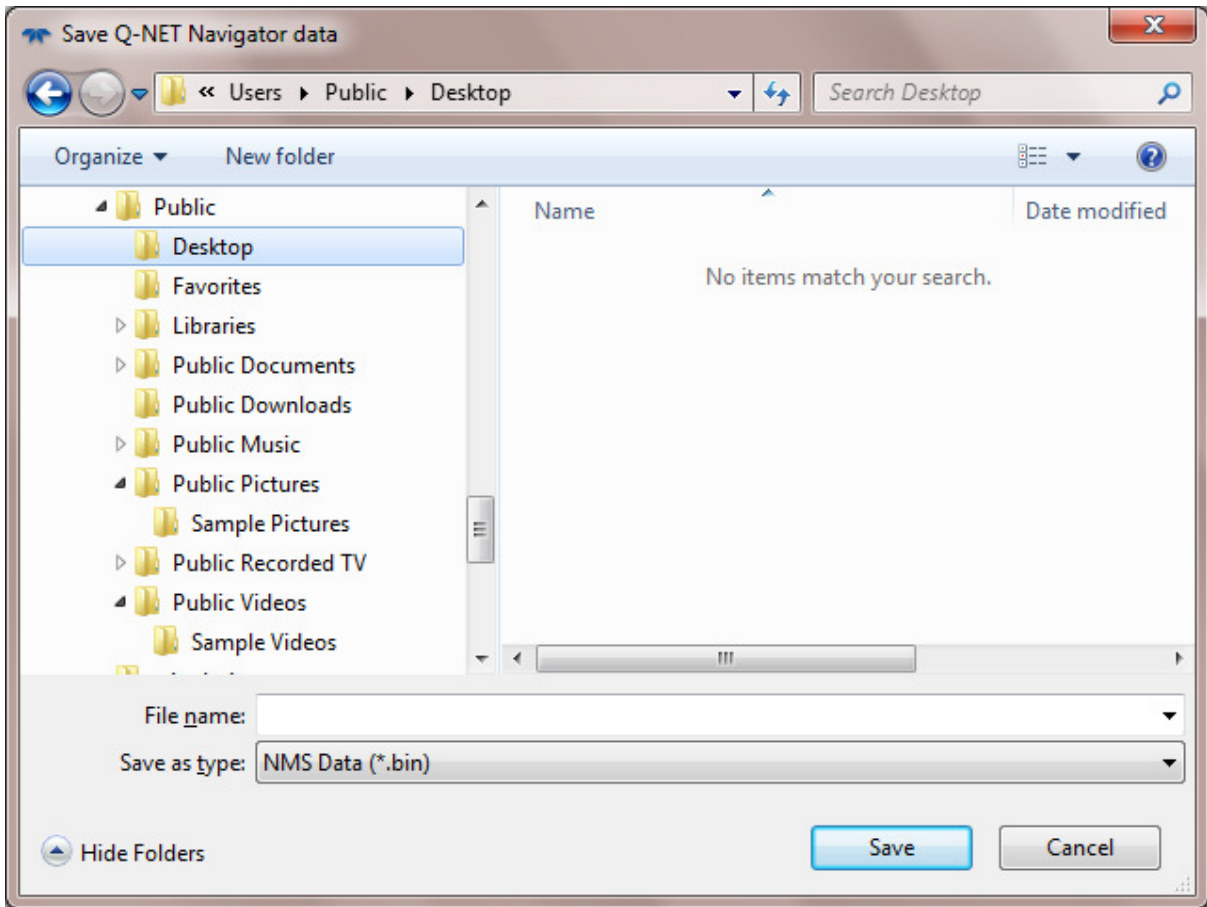 Save Q-NET Navigator data
« Users ▸ Public ▸ Desktop
Search Desktop
Organize ▾ New folder
Public
Desktop
Favorites
Libraries
Public Documents
Public Downloads
Public Music
Public Pictures
Sample Pictures
Public Recorded TV
Public Videos
Sample Videos
Name
Date modified
No items match your search.
File name:
Save as type: NMS Data (*.bin)
Hide Folders
Save
Cancel